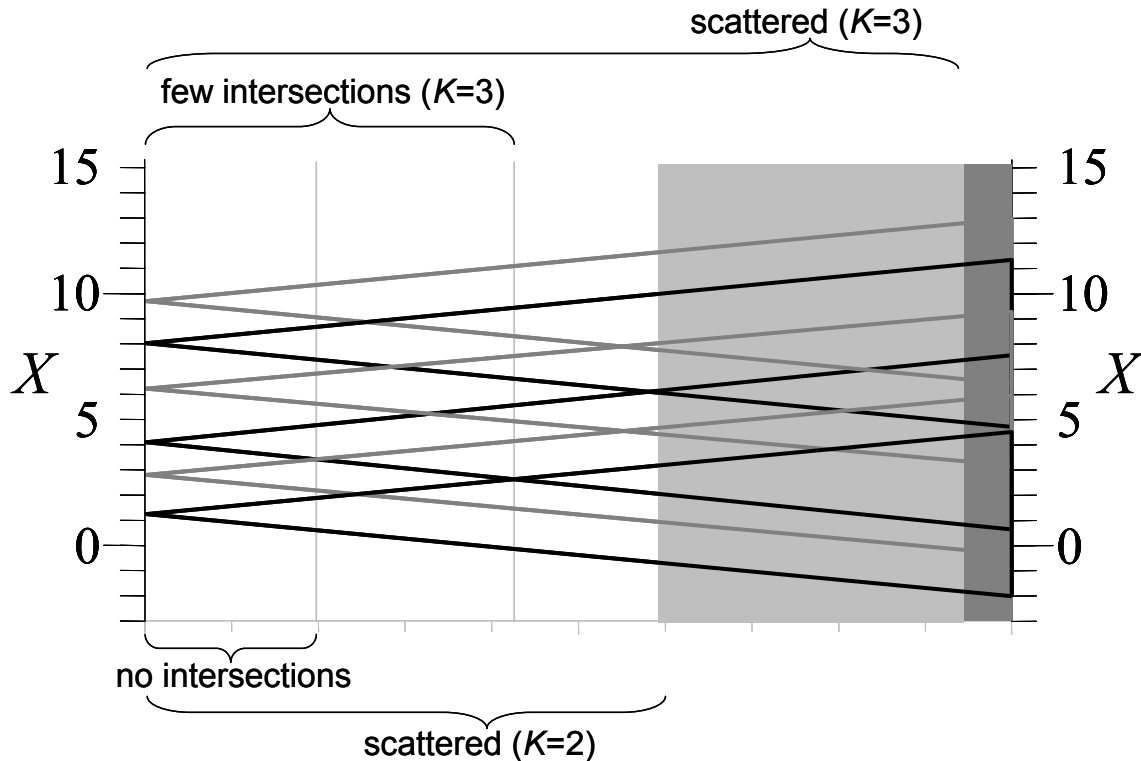 scattered (K=3)
few intersections (K=3)
15 15
10 10
X X
5 5
0 0
no intersections
scattered (K=2)